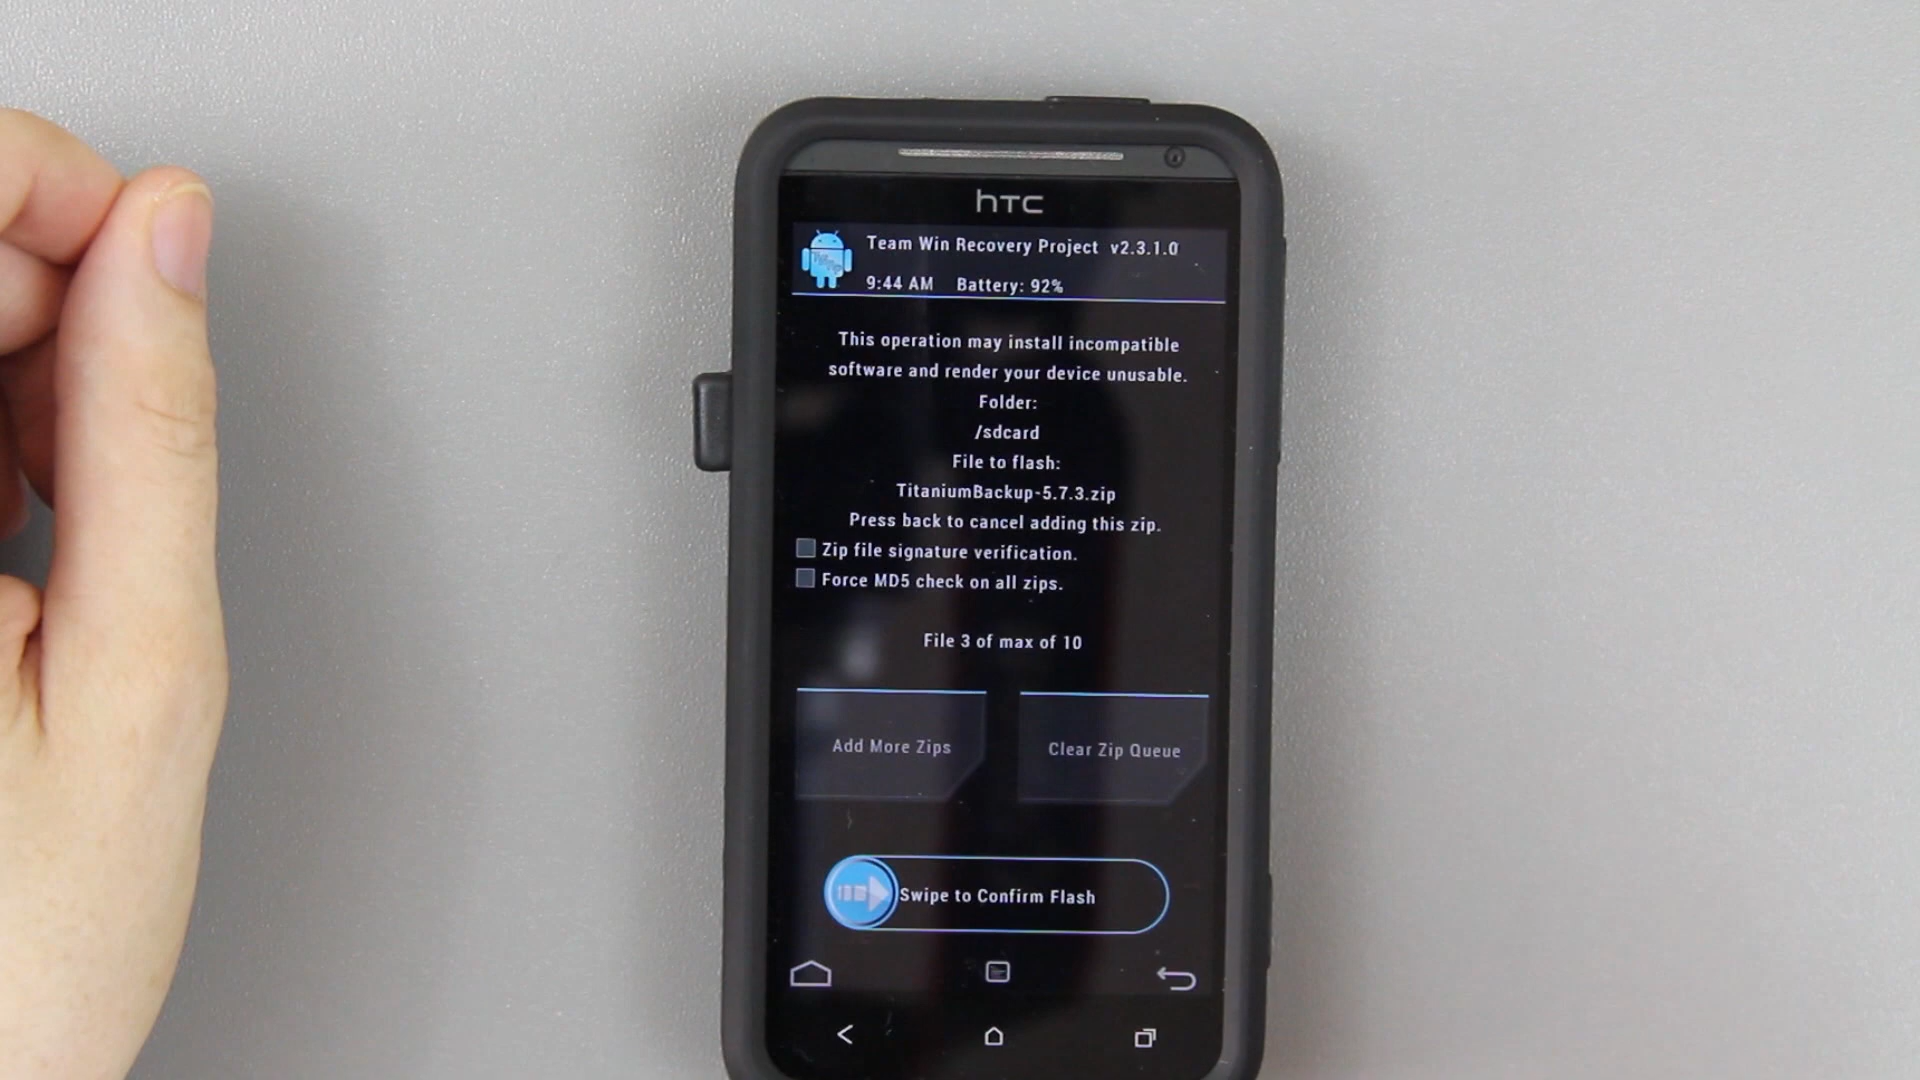 hTC
Team Win Recovery Project v2.3.1.0
9:44 AM Battery: 92%
This operation may install incompatible
software and render your device unusable.
Folder:
/sdcard
File to flash:
TitaniumBackup-5.7.3.zip
Press back to cancel adding this zip.
Zip file signature verification.
Force MD5 check on all zips.
File 3 of max of 10
Add More Zips
Clear Zip Queue
Swipe to Confirm Flash